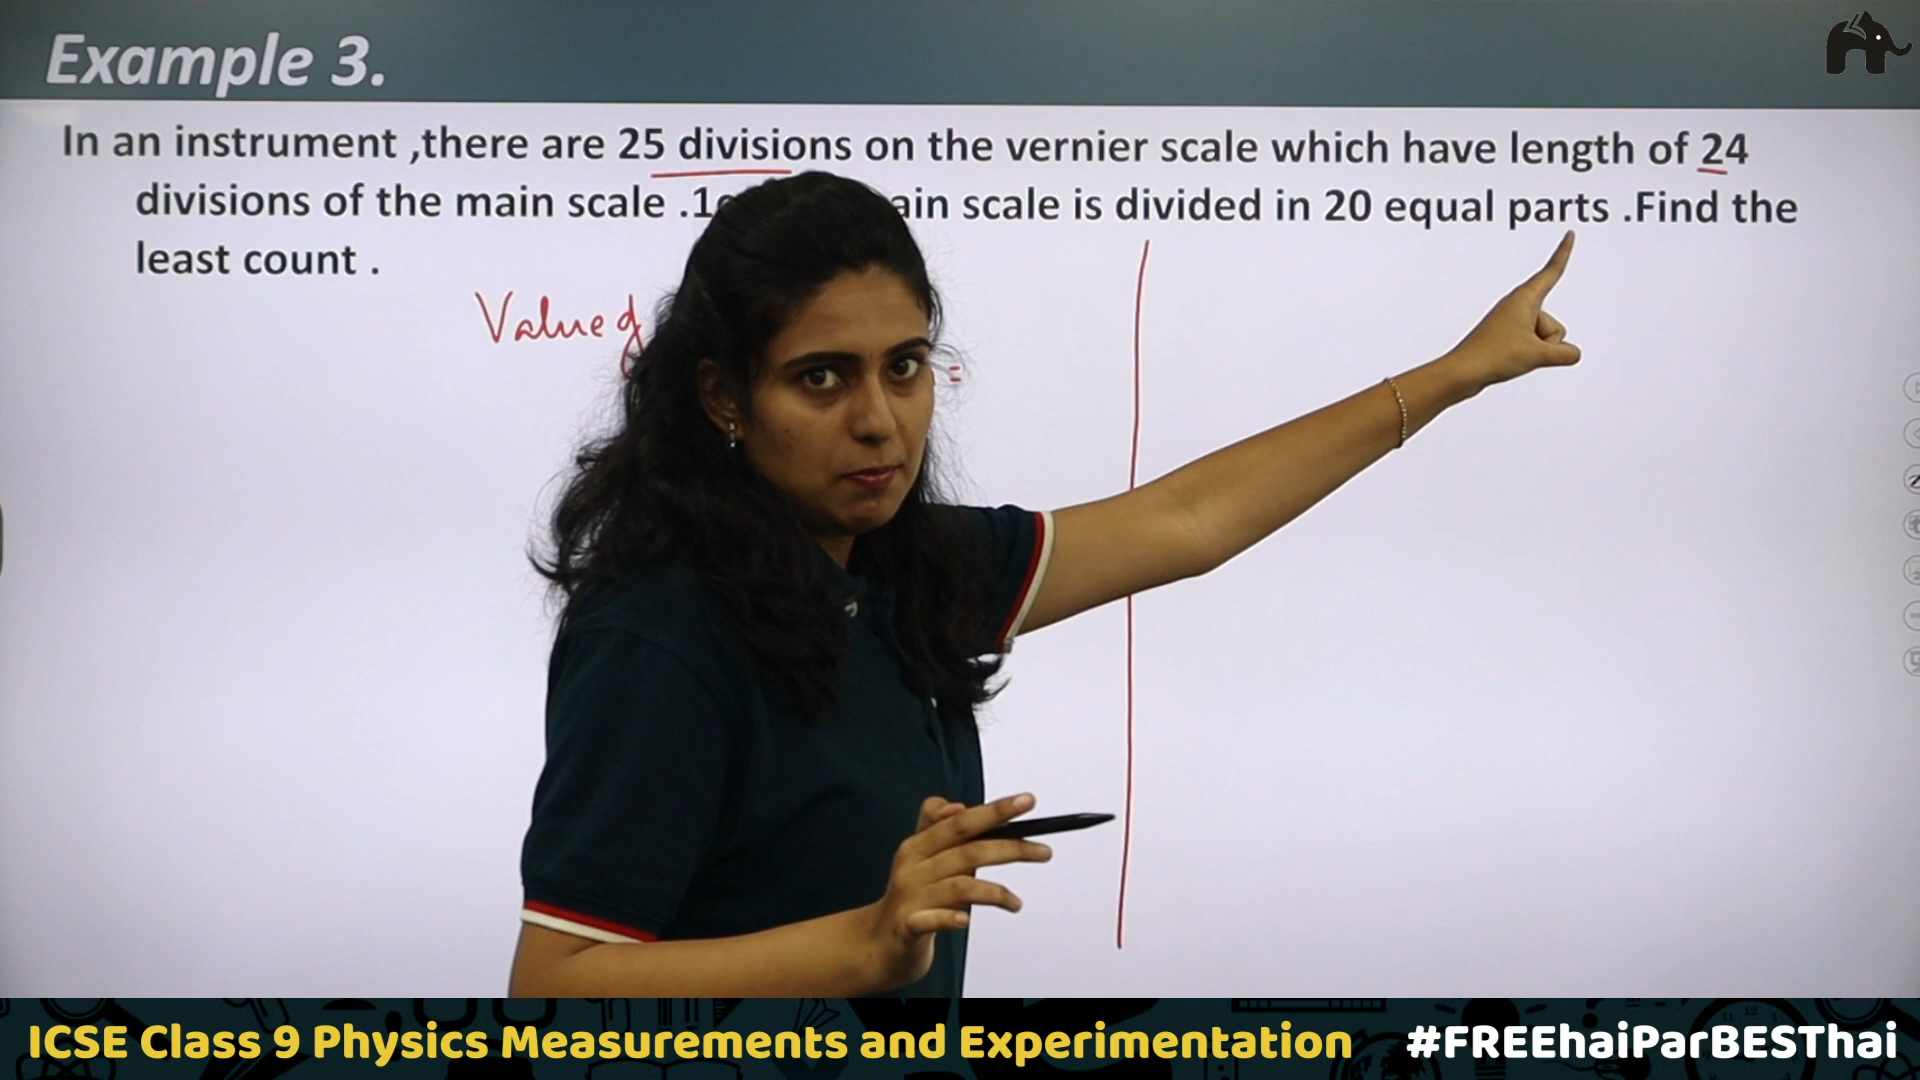 Example 3.
In an instrument ,there are 25 divisions on the vernier scale which have length of 24
divisions of the main scale .1 ain scale is divided in 20 equal parts .Find the
least count .
Value of
=
ICSE Class 9 Physics Measurements and Experimentation #FREEhaiParBESThai